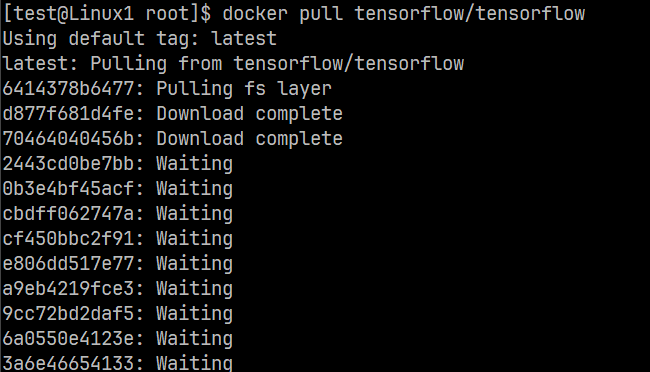 [test@Linux1 root]$ docker pull tensorflow/tensorflow
Using default tag: latest
latest: Pulling from tensorflow/tensorflow
6414378b6477: Pulling fs layer
d877f681d4fe: Download complete
70464040456b: Download complete
2443cd0be7bb: Waiting
0b3e4bf45acf: Waiting
cbdff062747a: Waiting
cf450bbc2f91: Waiting
e806dd517e77: Waiting
a9eb4219fce3: Waiting
9cc72bd2daf5: Waiting
6a0550e4123e: Waiting
3a6e46654133: Waiting